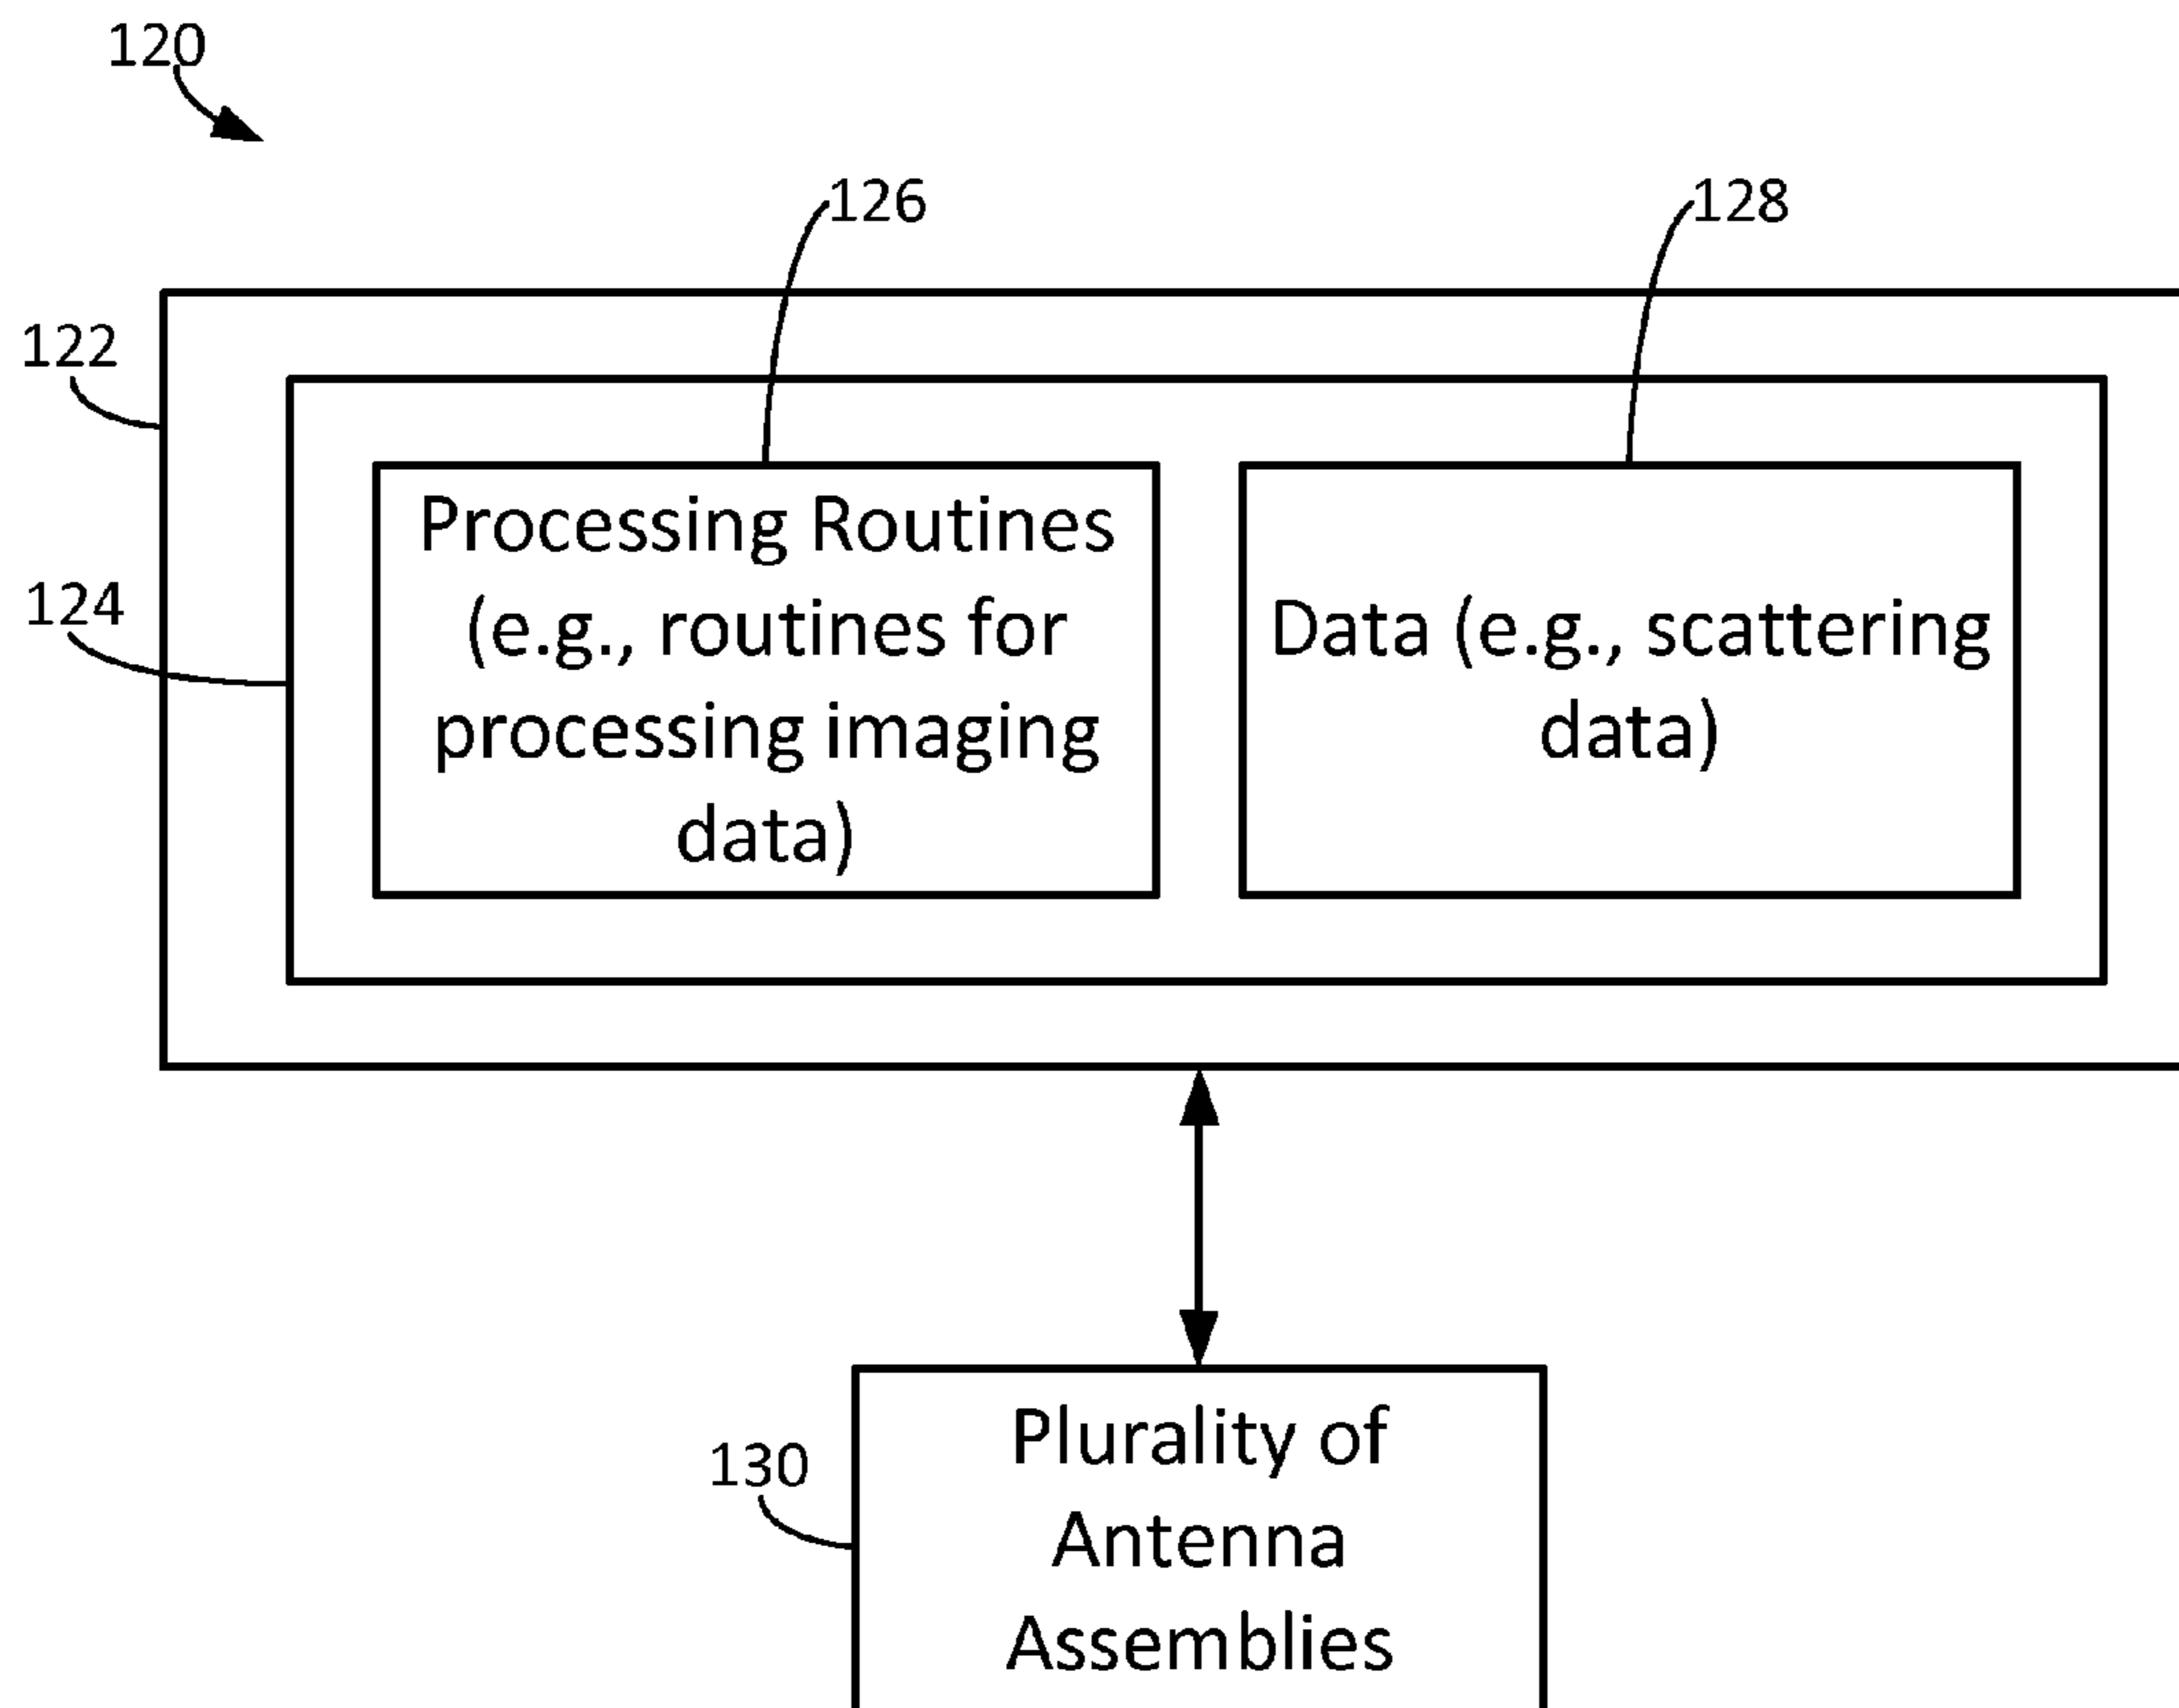 120
126
128
122
124
Processing Routines
(e.g., routines for
processing imaging
data)
Data (e.g., scattering
data)
130
Plurality of
Antenna
Assemblies